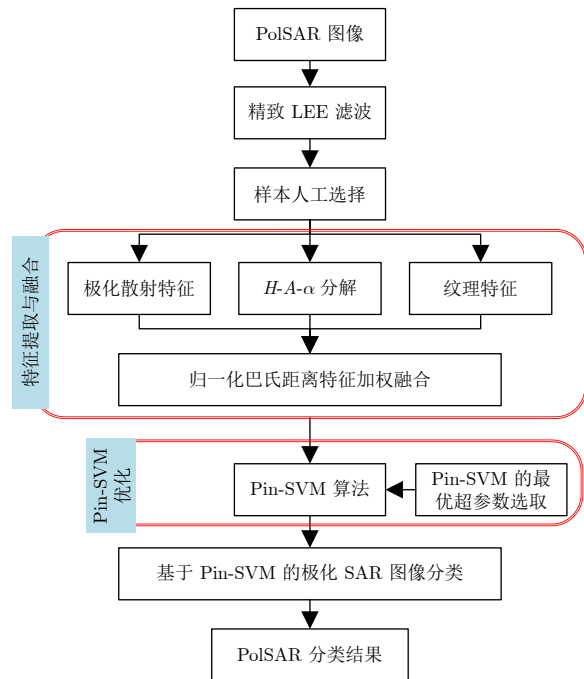 PolSAR 图像
精致 LEE 滤波
样本人工选择
特征提取与融合
极化散射特征
H-A-α 分解
纹理特征
归一化巴氏距离特征加权融合
Pin-SVM
优化
Pin-SVM 算法
Pin-SVM 的最
优超参数选取
基于 Pin-SVM 的极化 SAR 图像分类
PolSAR 分类结果